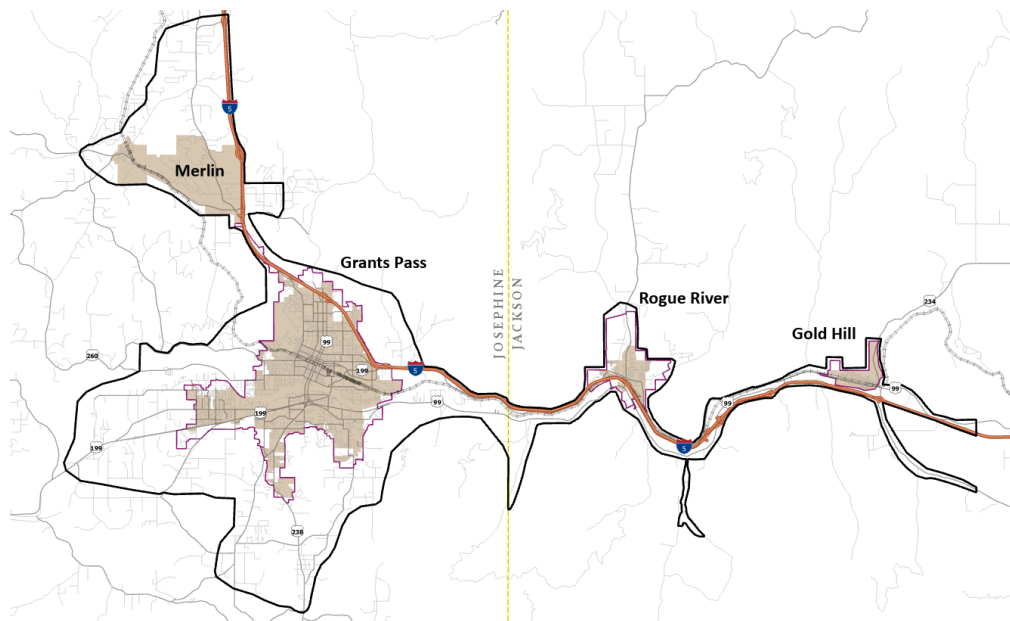 5
Merlin
Grants Pass
JOSEPHINE
JACKSON
Rogue River
Gold Hill
234
99
260
199
5
99
199
99
99
199
5
238